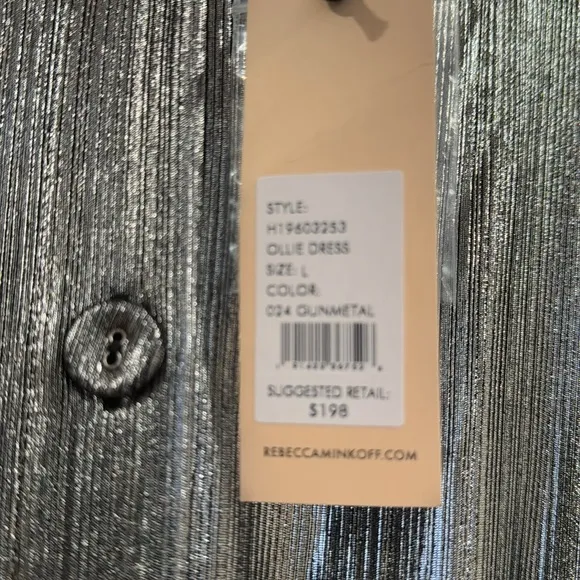 STYLE:
H19603253
OLLIE DRESS
SIZE: L
COLOR:
024 GUNMETAL
SUGGESTED RETAIL:
$198
REBECCAMINKOFF.COM